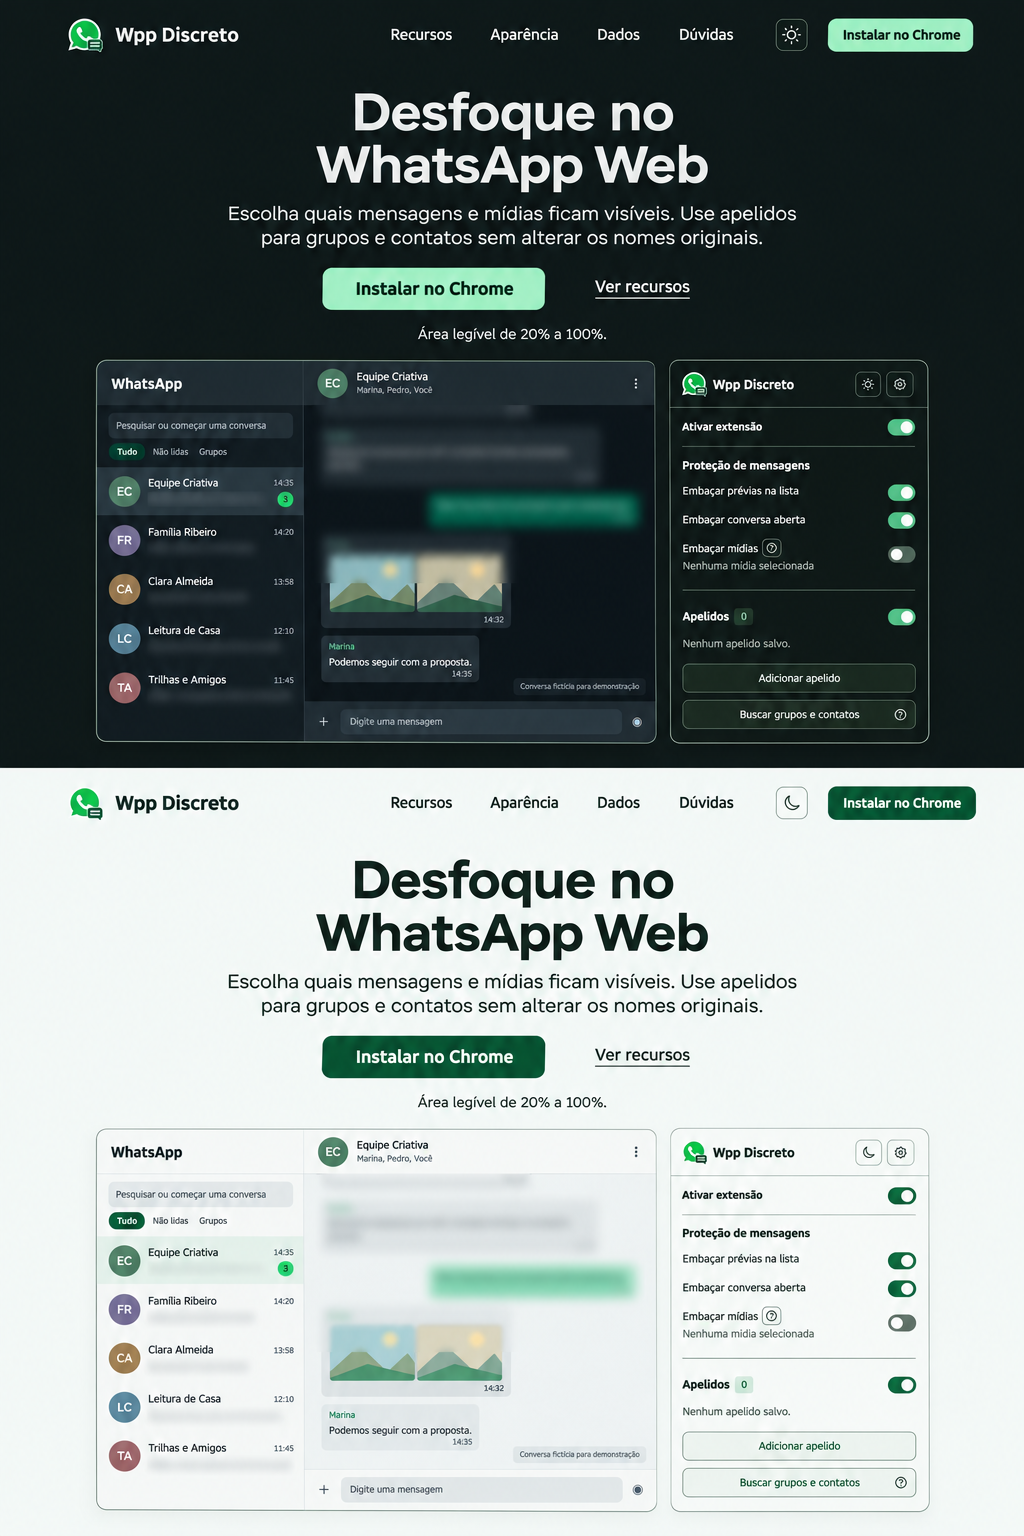 Wpp Discreto
Recursos
Aparência
Dados
Dúvidas
Instalar no Chrome
Desfoque no
WhatsApp Web
Escolha quais mensagens e mídias ficam visíveis. Use apelidos
para grupos e contatos sem alterar os nomes originais.
Instalar no Chrome
Ver recursos
Área legível de 20% a 100%.
WhatsApp
Pesquisar ou começar uma conversa
Tudo
Não lidas
Grupos
EC
Equipe Criativa
14:35
3
FR
Família Ribeiro
14:20
CA
Clara Almeida
13:58
LC
Leitura de Casa
12:10
TA
Trilhas e Amigos
11:45
EC
Equipe Criativa
Marina, Pedro, Você
14:32
Marina
Podemos seguir com a proposta.
14:35
Conversa fictícia para demonstração
Digite uma mensagem
Wpp Discreto
Ativar extensão
Proteção de mensagens
Embaçar prévias na lista
Embaçar conversa aberta
Embaçar mídias ?
Nenhuma mídia selecionada
Apelidos 0
Nenhum apelido salvo.
Adicionar apelido
Buscar grupos e contatos ?
Wpp Discreto
Recursos
Aparência
Dados
Dúvidas
Instalar no Chrome
Desfoque no
WhatsApp Web
Escolha quais mensagens e mídias ficam visíveis. Use apelidos
para grupos e contatos sem alterar os nomes originais.
Instalar no Chrome
Ver recursos
Área legível de 20% a 100%.
WhatsApp
Pesquisar ou começar uma conversa
Tudo
Não lidas
Grupos
EC
Equipe Criativa
14:35
3
FR
Família Ribeiro
14:20
CA
Clara Almeida
13:58
LC
Leitura de Casa
12:10
TA
Trilhas e Amigos
11:45
EC
Equipe Criativa
Marina, Pedro, Você
14:32
Marina
Podemos seguir com a proposta.
14:35
Conversa fictícia para demonstração
Digite uma mensagem
Wpp Discreto
Ativar extensão
Proteção de mensagens
Embaçar prévias na lista
Embaçar conversa aberta
Embaçar mídias ?
Nenhuma mídia selecionada
Apelidos 0
Nenhum apelido salvo.
Adicionar apelido
Buscar grupos e contatos ?